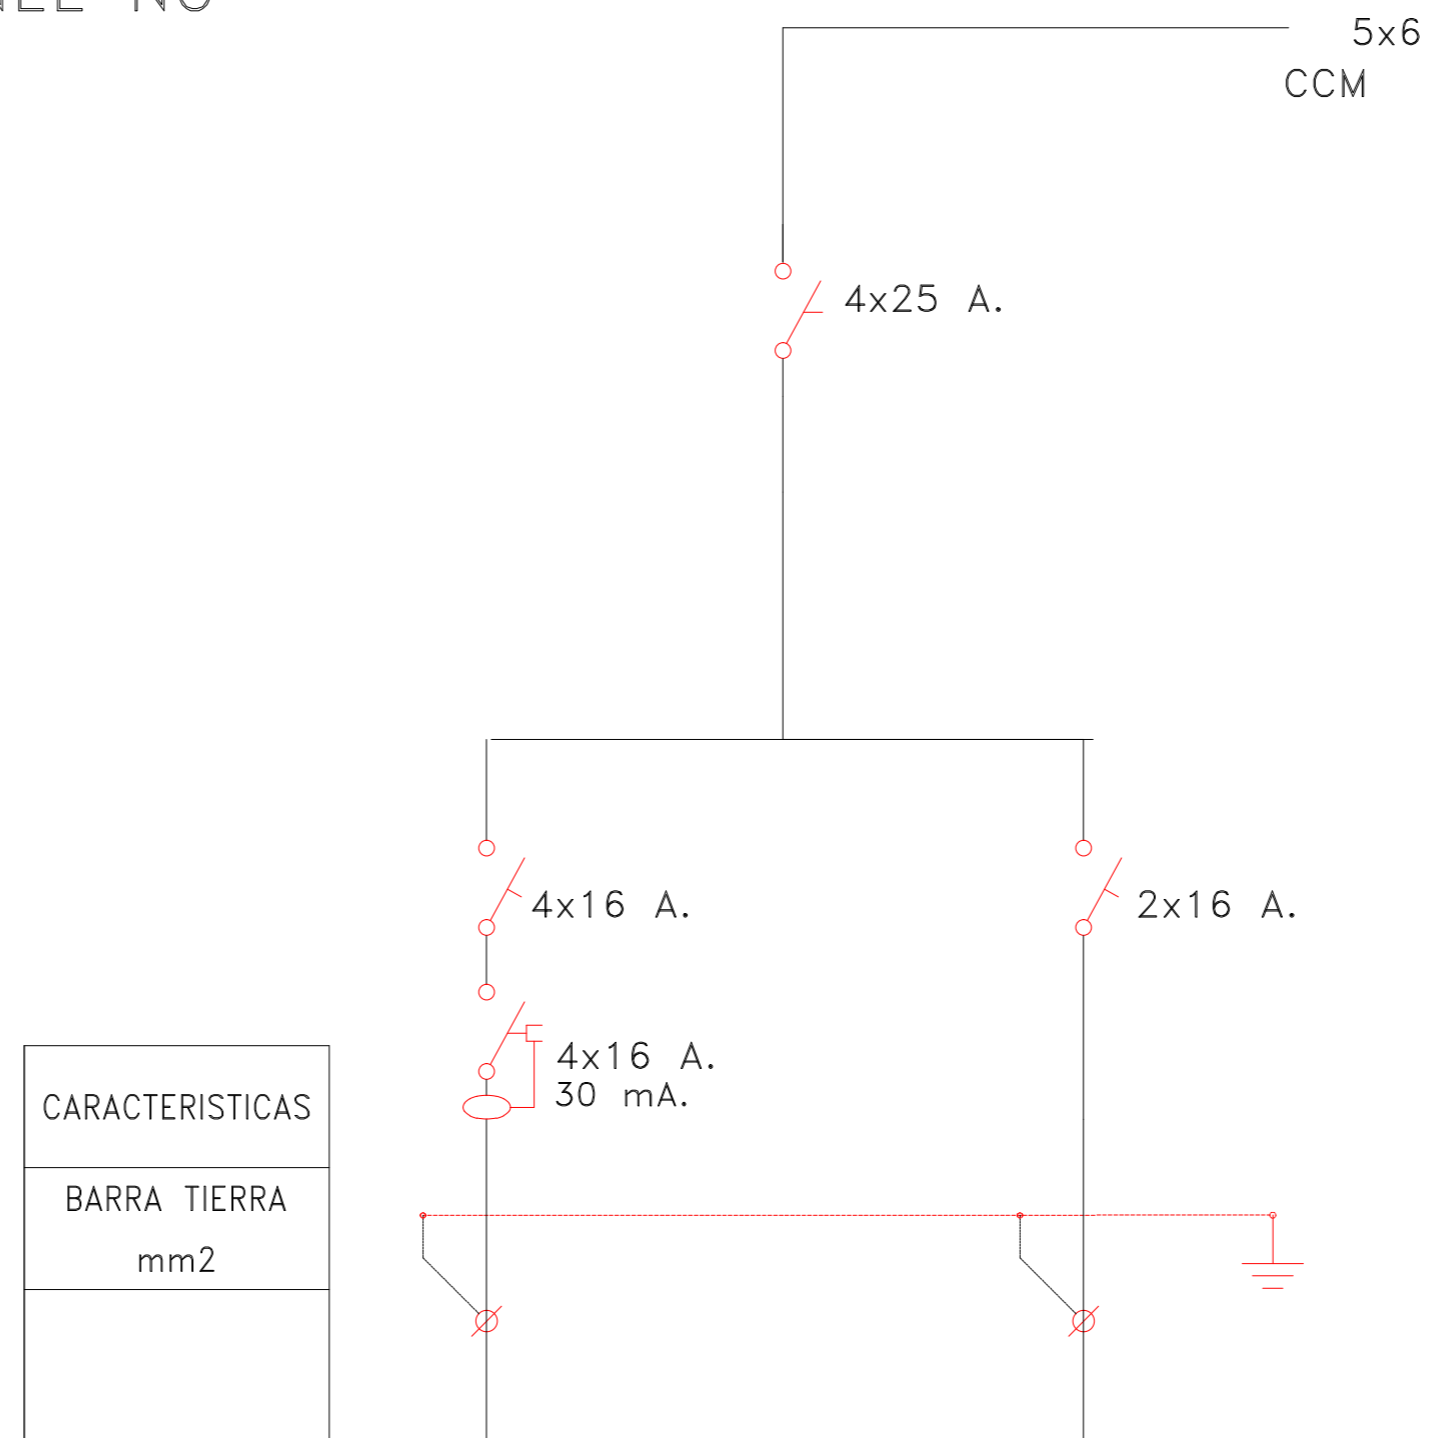 5x6
CCM
4x25 A.
4x16 A.
2x16 A.
4x16 A.
30 mA.
CARACTERISTICAS
BARRA TIERRA
mm2